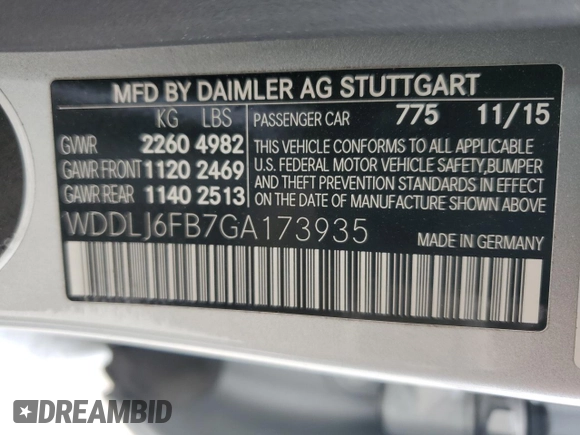 MFD BY DAIMLER AG STUTTGART
KG LBS PASSENGER CAR 775 11/15
GVWR 2260 4982
GAWR FRONT 1120 2469
GAWR REAR 1140 2513
THIS VEHICLE CONFORMS TO ALL APPLICABLE
U.S. FEDERAL MOTOR VEHICLE SAFETY,BUMPER
AND THEFT PREVENTION STANDARDS IN EFFECT
ON THE DATE OF MANUFACTURE SHOWN ABOVE.
WDDLJ6FB7GA173935 MADE IN GERMANY
DREAMBID